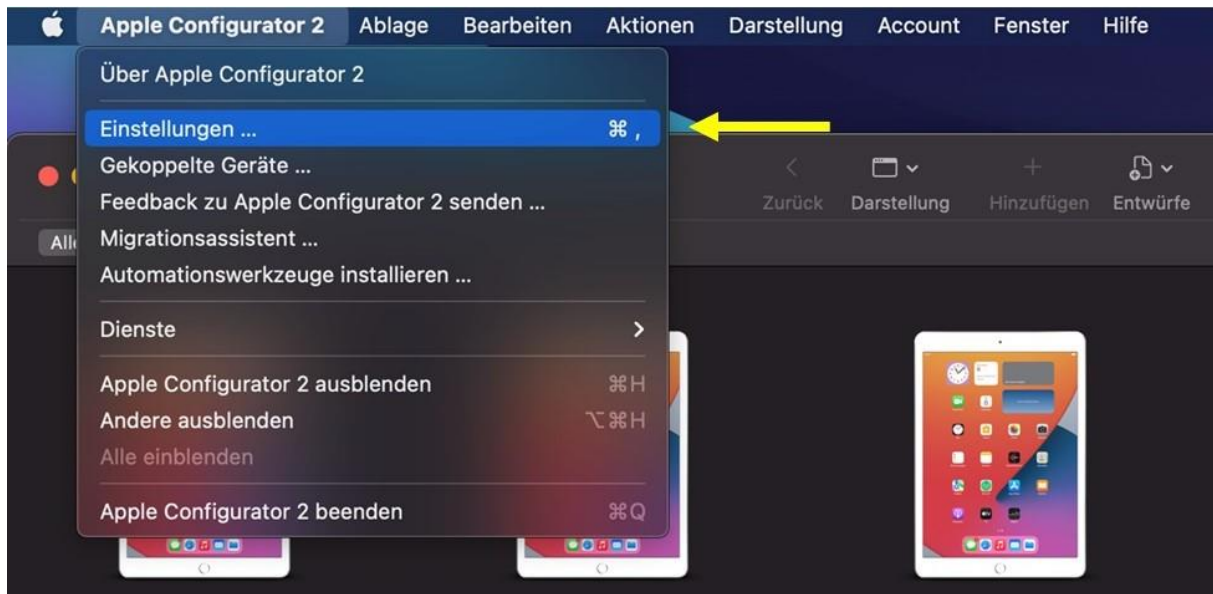 Apple Configurator 2 Ablage Bearbeiten Aktionen Darstellung Account Fenster Hilfe
Über Apple Configurator 2
Einstellungen ... ⌘ ,
Gekoppelte Geräte ...
Feedback zu Apple Configurator 2 senden ...
Migrationsassistent ...
Automationswerkzeuge installieren ...
Dienste
Apple Configurator 2 ausblenden ⌘H
Andere ausblenden ⌥⌘H
Alle einblenden
Apple Configurator 2 beenden ⌘Q
Zurück Darstellung Hinzufügen Entwürfe